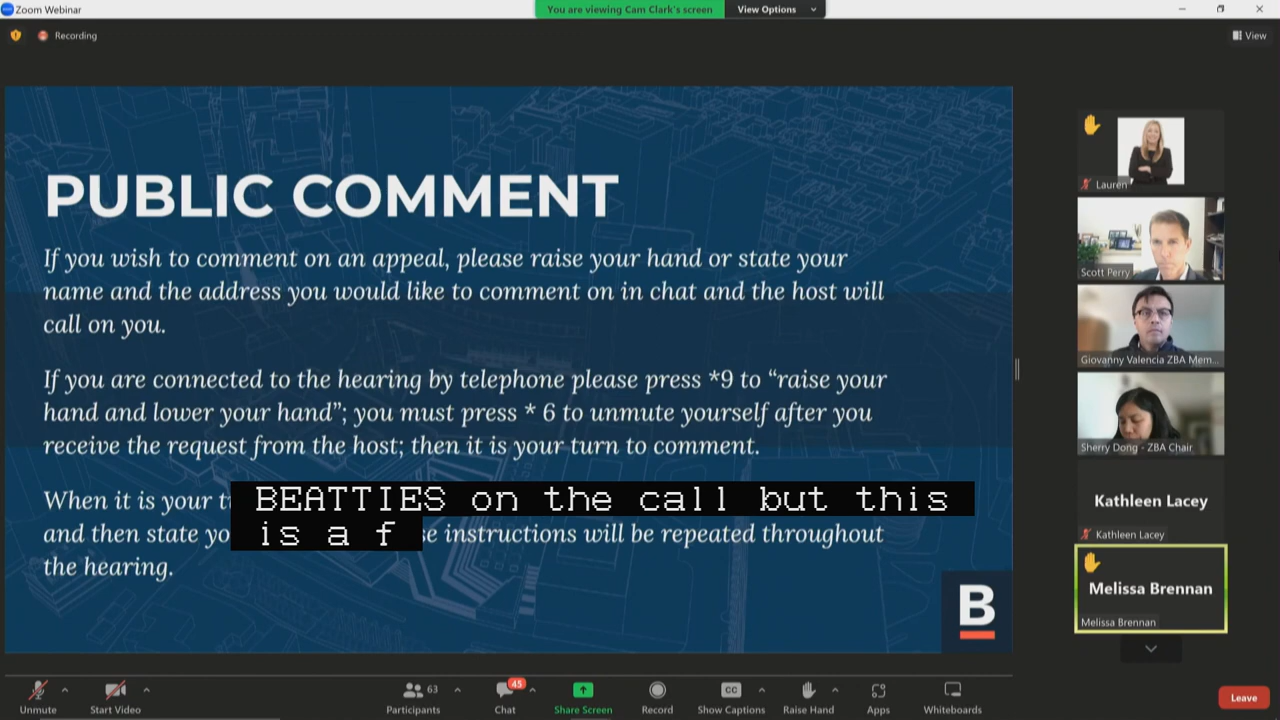 Zoom Webinar
You are viewing Cam Clark's screen
View Options
Recording
View
PUBLIC COMMENT
If you wish to comment on an appeal, please raise your hand or state your
name and the address you would like to comment on in chat and the host will
call on you.
If you are connected to the hearing by telephone please press *9 to “raise your
hand and lower your hand”; you must press * 6 to unmute yourself after you
receive the request from the host; then it is your turn to comment.
When it is your
and then state instructions will be repeated throughout
the hearing.
BEATTIES on the call but this
is a f
B
Lauren
Scott Perry
Giovanny Valencia ZBA Mem...
Sherry Dong - ZBA Chair
Kathleen Lacey
Kathleen Lacey
Melissa Brennan
Melissa Brennan
Unmute
Start Video
63
Participants
45
Chat
Share Screen
Record
CC
Show Captions
Raise Hand
Apps
Whiteboards
Leave